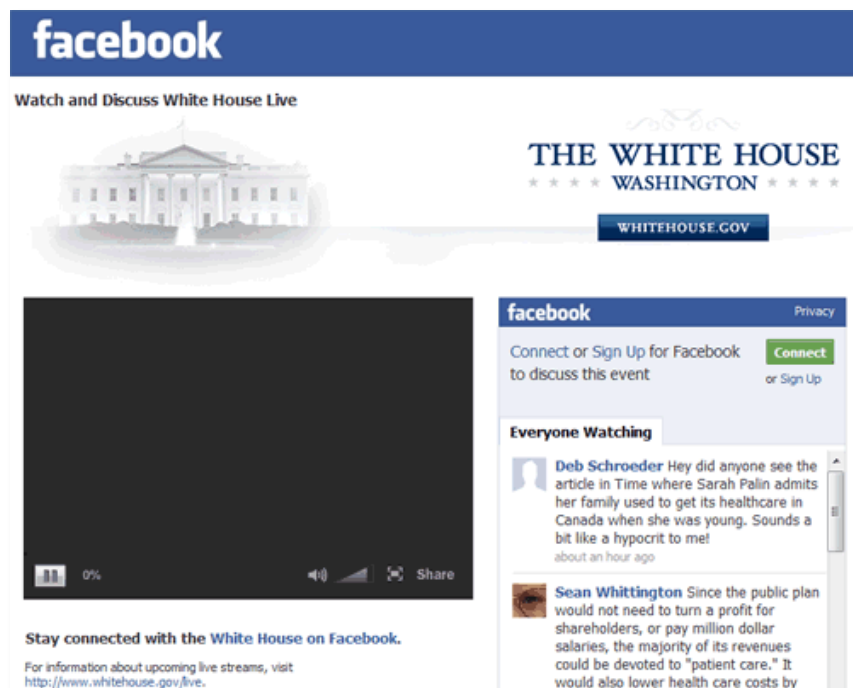 facebook
Watch and Discuss White House Live
THE WHITE HOUSE
WASHINGTON
WHITEHOUSE.GOV
0%
Share
Stay connected with the White House on Facebook.
For information about upcoming live streams, visit
http://www.whitehouse.gov/live.
facebook
Privacy
Connect or Sign Up for Facebook
to discuss this event
Connect
or Sign Up
Everyone Watching
Deb Schroeder Hey did anyone see the
article in Time where Sarah Palin admits
her family used to get its healthcare in
Canada when she was young. Sounds a
bit like a hypocrit to me!
about an hour ago
Sean Whittington Since the public plan
would not need to turn a profit for
shareholders, or pay million dollar
salaries, the majority of its revenues
could be devoted to "patient care." It
would also lower health care costs by